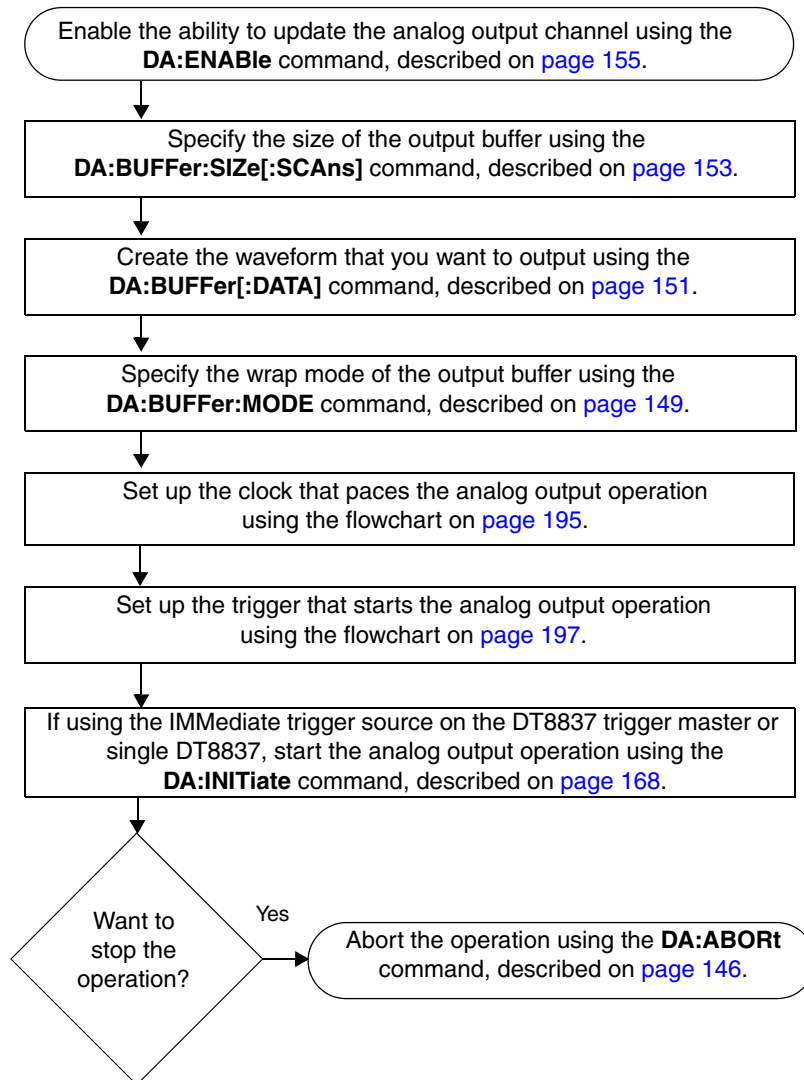 Enable the ability to update the analog output channel using the
DA:ENABle command, described on page 155.
Specify the size of the output buffer using the
DA:BUFFer:SIZe[:SCAns] command, described on page 153.
Create the waveform that you want to output using the
DA:BUFFer[:DATA] command, described on page 151.
Specify the wrap mode of the output buffer using the
DA:BUFFer:MODE command, described on page 149.
Set up the clock that paces the analog output operation
using the flowchart on page 195.
Set up the trigger that starts the analog output operation
using the flowchart on page 197.
If using the IMMediate trigger source on the DT8837 trigger master or
single DT8837, start the analog output operation using the
DA:INITiate command, described on page 168.
Want to
stop the
operation?
Yes
Abort the operation using the DA:ABORt
command, described on page 146.